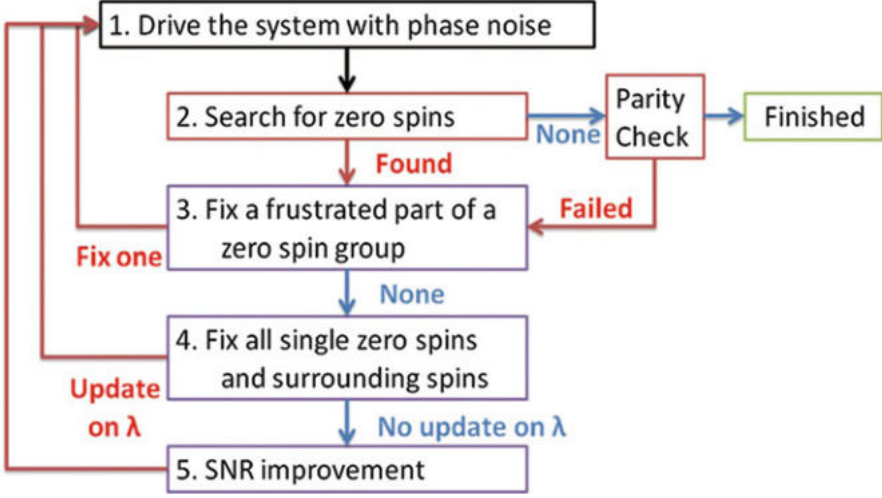 1. Drive the system with phase noise
2. Search for zero spins
None
Parity
Check
Finished
Found
3. Fix a frustrated part of a
zero spin group
Failed
Fix one
None
4. Fix all single zero spins
and surrounding spins
Update
on λ
No update on λ
5. SNR improvement